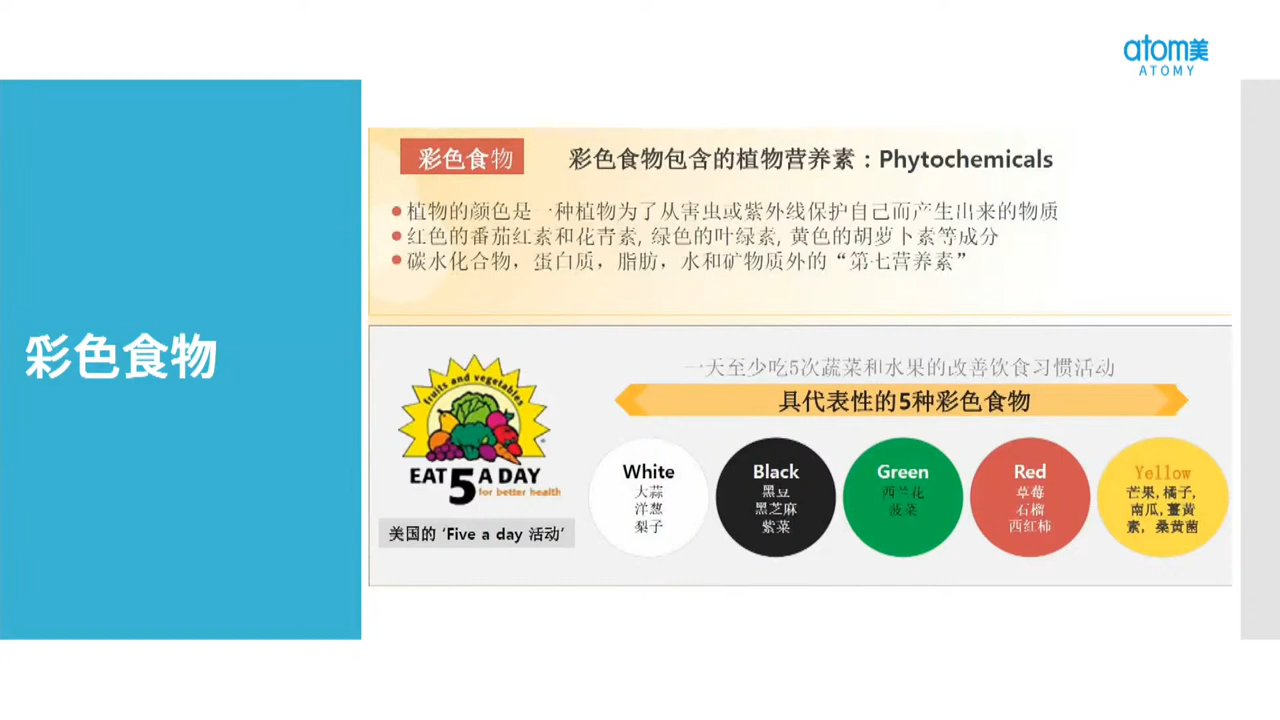 atom美
ATOMY
彩色食物
彩色食物
彩色食物包含的植物营养素：Phytochemicals
植物的颜色是一种植物为了从害虫或紫外线保护自己而产生出来的物质
红色的番茄红素和花青素, 绿色的叶绿素, 黄色的胡萝卜素等成分
碳水化合物，蛋白质，脂肪，水和矿物质外的“第七营养素”
fruits and vegetables
EAT 5 A DAY
for better health
美国的 ‘Five a day 活动’
一天至少吃5次蔬菜和水果的改善饮食习惯活动
具代表性的5种彩色食物
White
大蒜
洋葱
梨子
Black
黑豆
黑芝麻
紫菜
Green
西兰花
菠菜
Red
草莓
石榴
西红柿
Yellow
芒果, 橘子,
南瓜, 薑黄
素, 桑黄菌